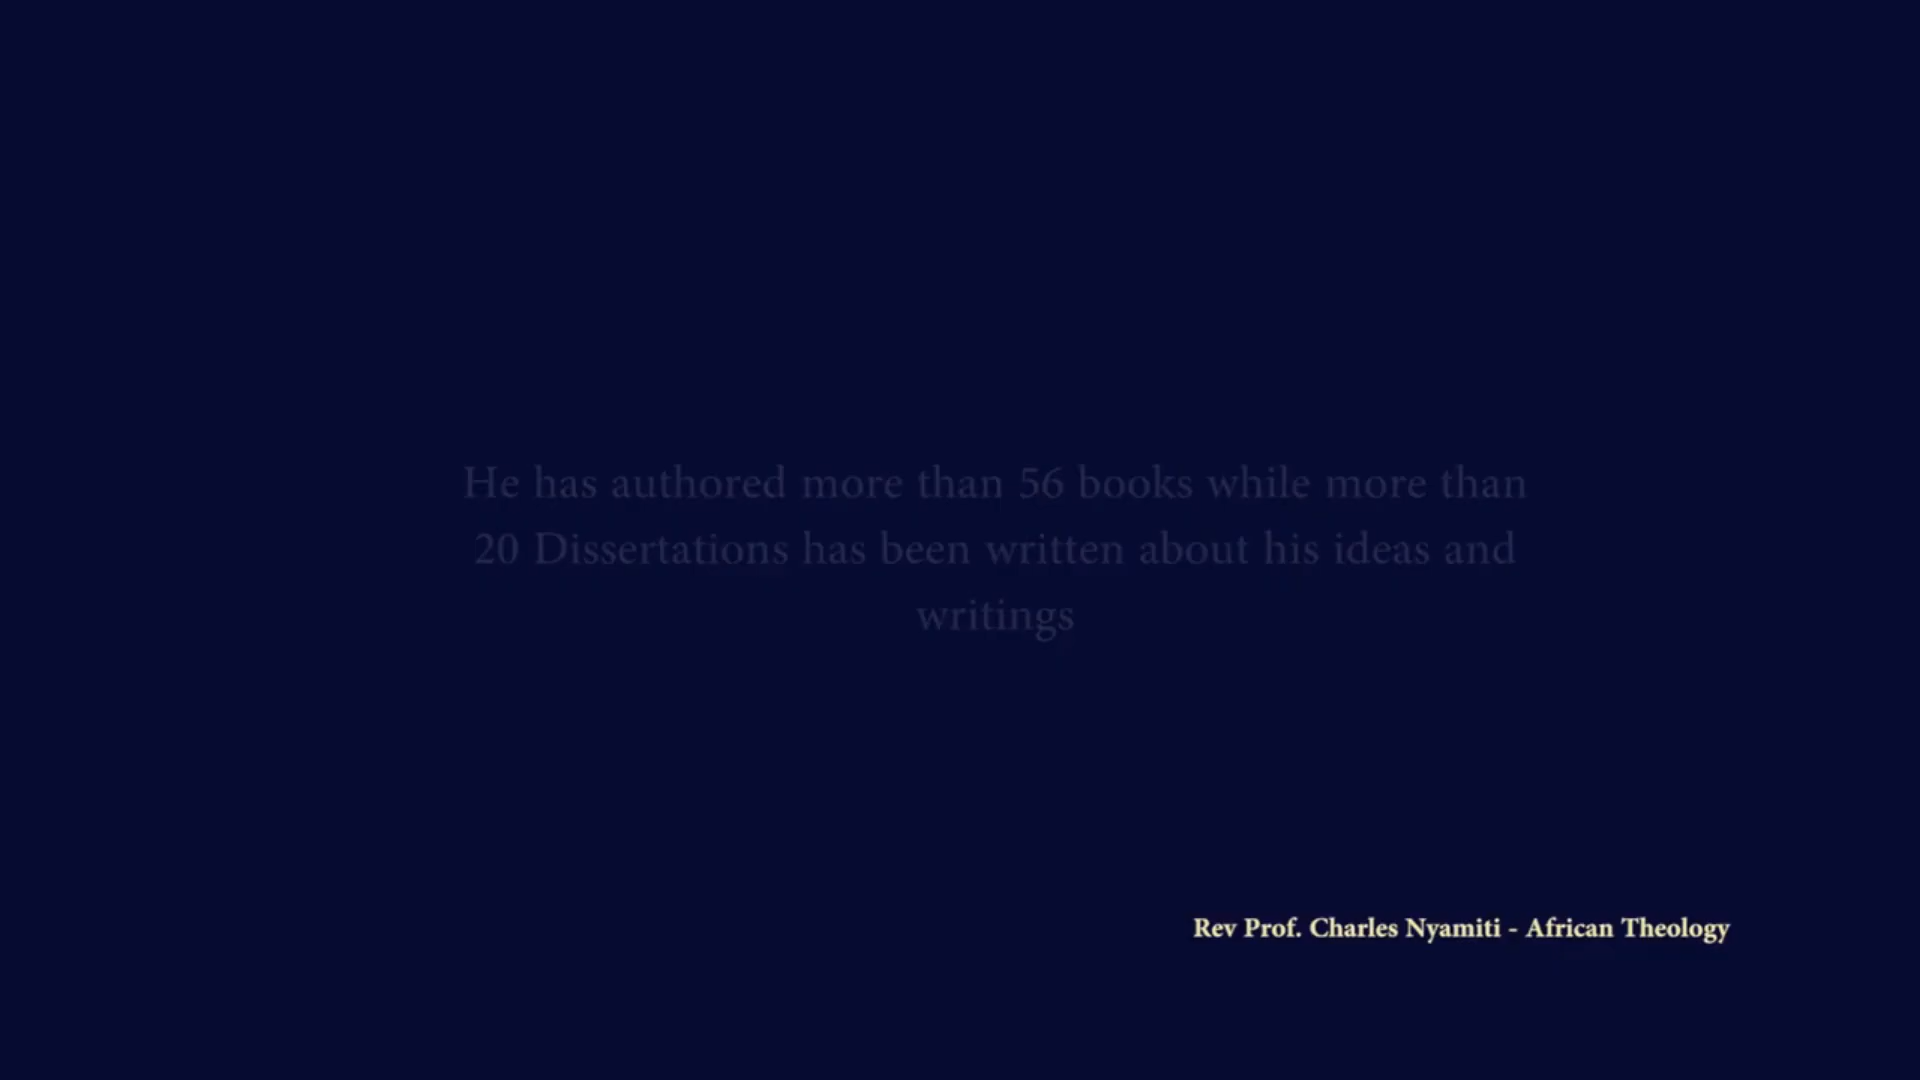 He has authored more than 56 books while more than
20 Dissertations has been written about his ideas and
writings
Rev Prof. Charles Nyamiti - African Theology